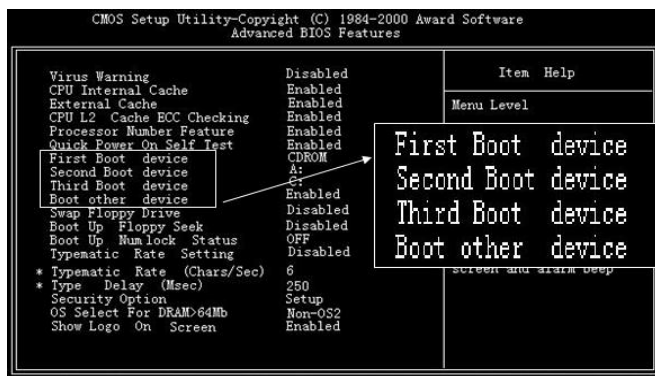 CMOS Setup Utility-Copyright (C) 1984-2000 Award Software
Advanced BIOS Features
Virus Warning Disabled
CPU Internal Cache Enabled
External Cache Enabled
CPU L2 Cache ECC Checking Enabled
Processor Number Feature Enabled
Quick Power On Self Test Enabled
First Boot device CDROM
Second Boot device A:
Third Boot device C:
Boot other device Enabled
Swap Floppy Drive Disabled
Boot Up Floppy Seek Disabled
Boot Up Numlock Status OFF
Typematic Rate Setting Disabled
* Typematic Rate (Chars/Sec) 6
* Type Delay (Msec) 250
Security Option Setup
OS Select For DRAM>64Mb Non-OS2
Show Logo On Screen Enabled
Item Help
Menu Level
First Boot device
Second Boot device
Third Boot device
Boot other device
screen and alarm beep